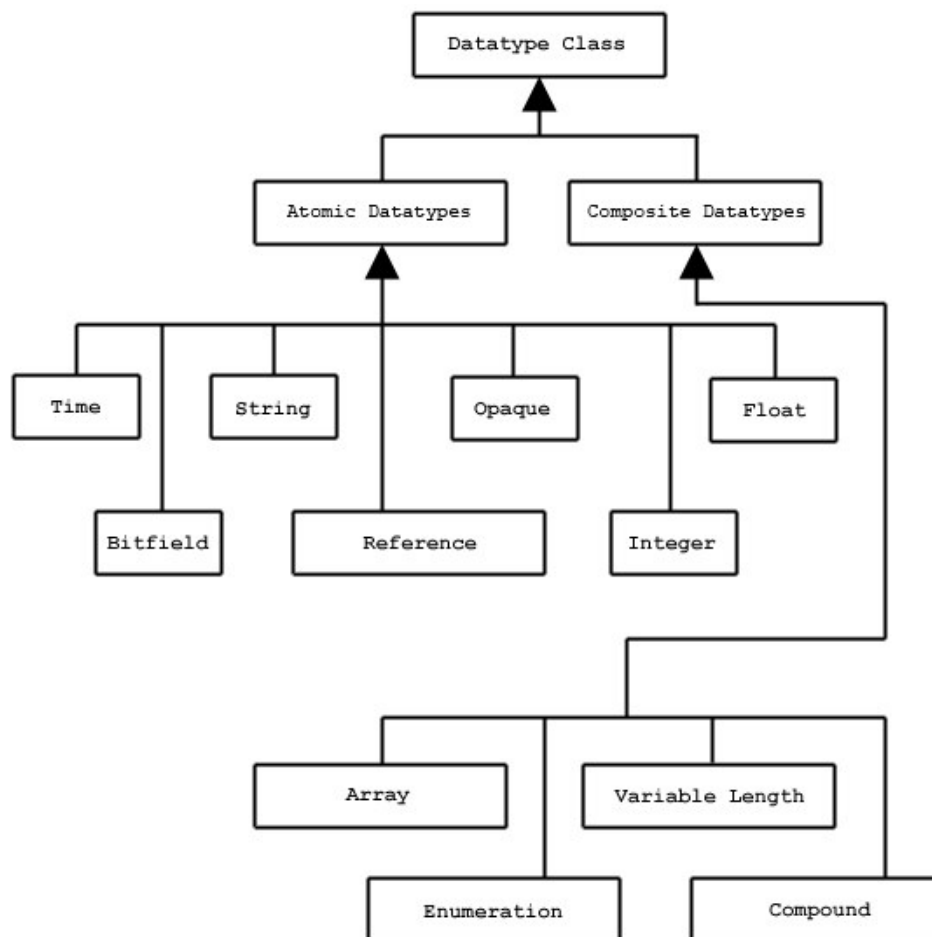 Datatype Class
Atomic Datatypes
Composite Datatypes
Time
String
Opaque
Float
Bitfield
Reference
Integer
Array
Variable Length
Enumeration
Compound